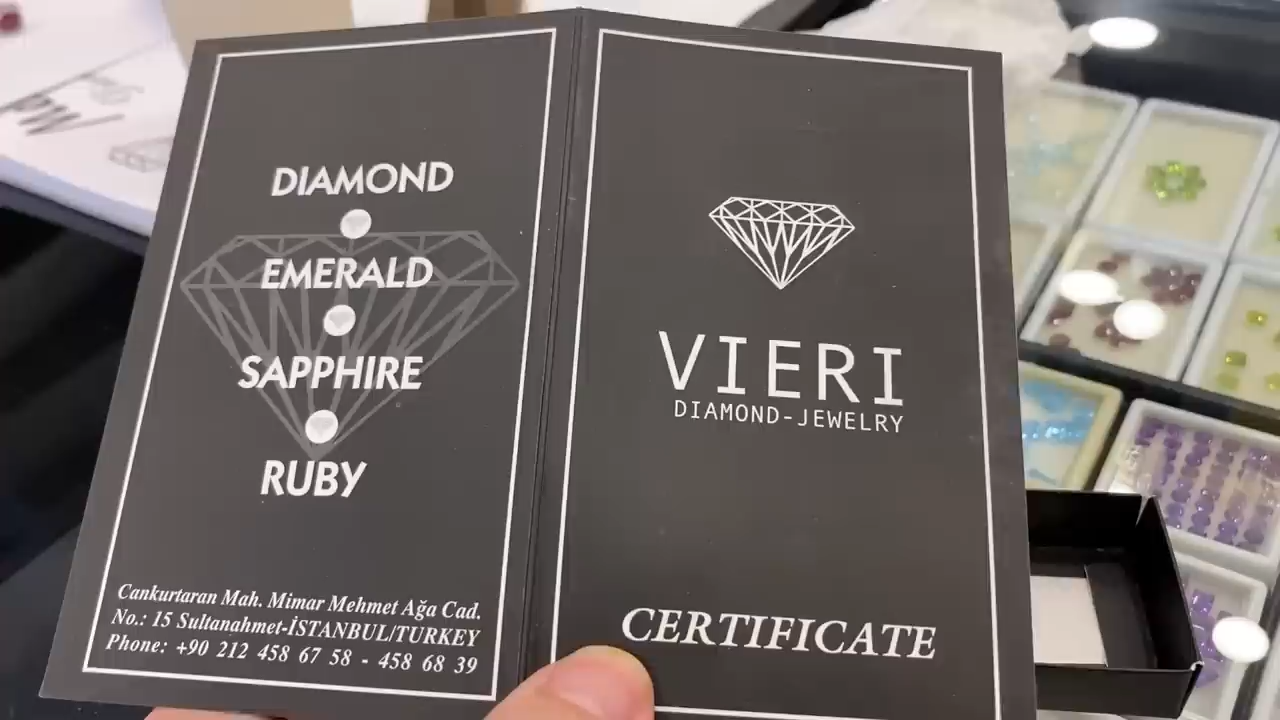 DIAMOND
EMERALD
SAPPHIRE
RUBY
Cankurtaran Mah. Mimar Mehmet Ağa Cad.
No.: 15 Sultanahmet-İSTANBUL/TURKEY
Phone: +90 212 458 67 58 - 458 68 39
VIERI
DIAMOND-JEWELRY
CERTIFICATE